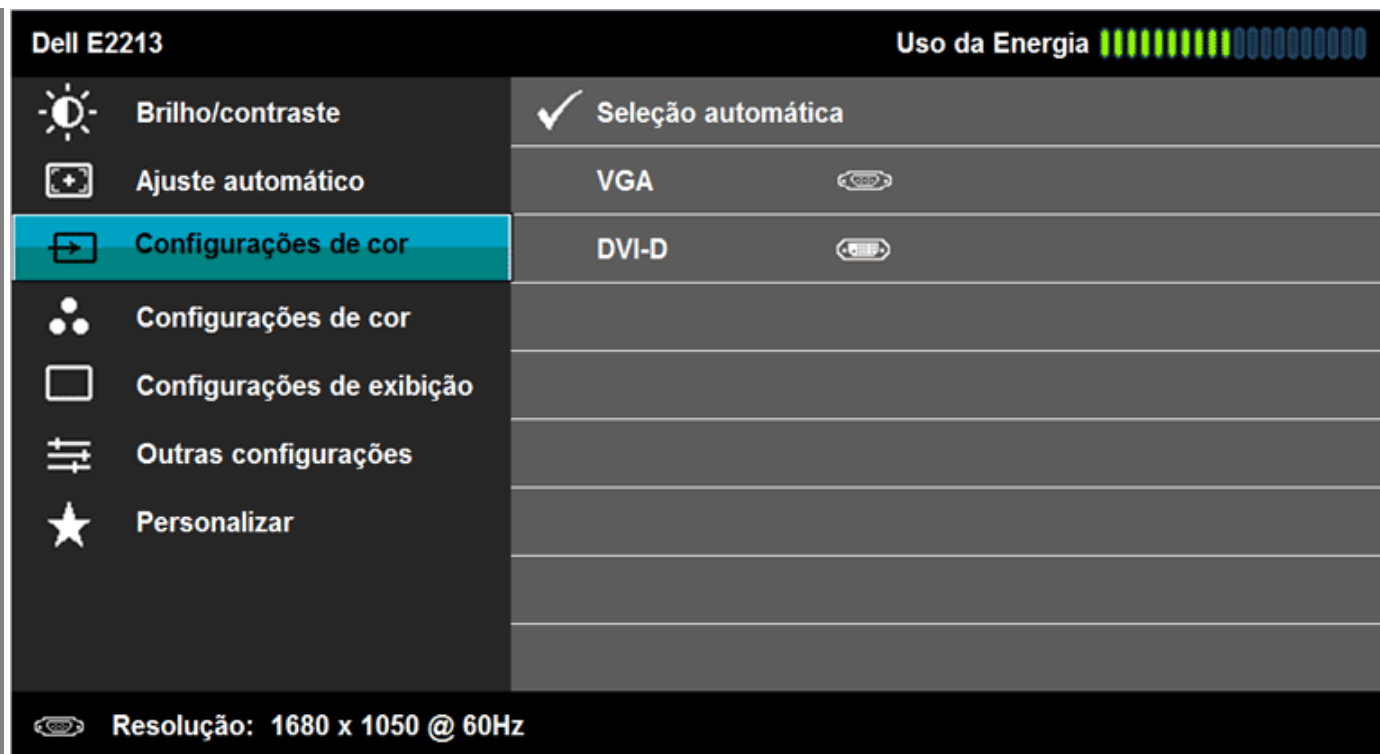 Dell E2213 Uso da Energia
Brilho/contraste Seleção automática
Ajuste automático VGA
Configurações de cor DVI-D
Configurações de cor
Configurações de exibição
Outras configurações
Personalizar
Resolução: 1680 x 1050 @ 60Hz